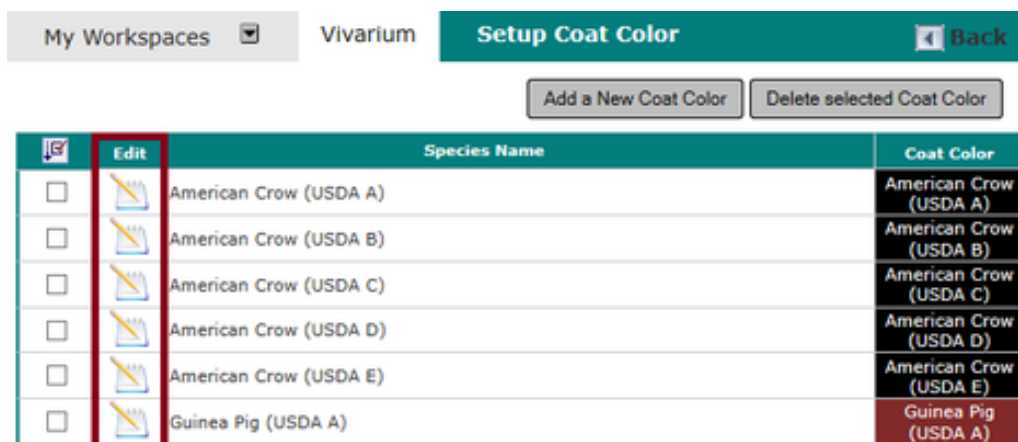 My Workspaces Vivarium Setup Coat Color Back
Add a New Coat Color Delete selected Coat Color
Edit Species Name Coat Color
American Crow (USDA A) American Crow (USDA A)
American Crow (USDA B) American Crow (USDA B)
American Crow (USDA C) American Crow (USDA C)
American Crow (USDA D) American Crow (USDA D)
American Crow (USDA E) American Crow (USDA E)
Guinea Pig (USDA A) Guinea Pig (USDA A)